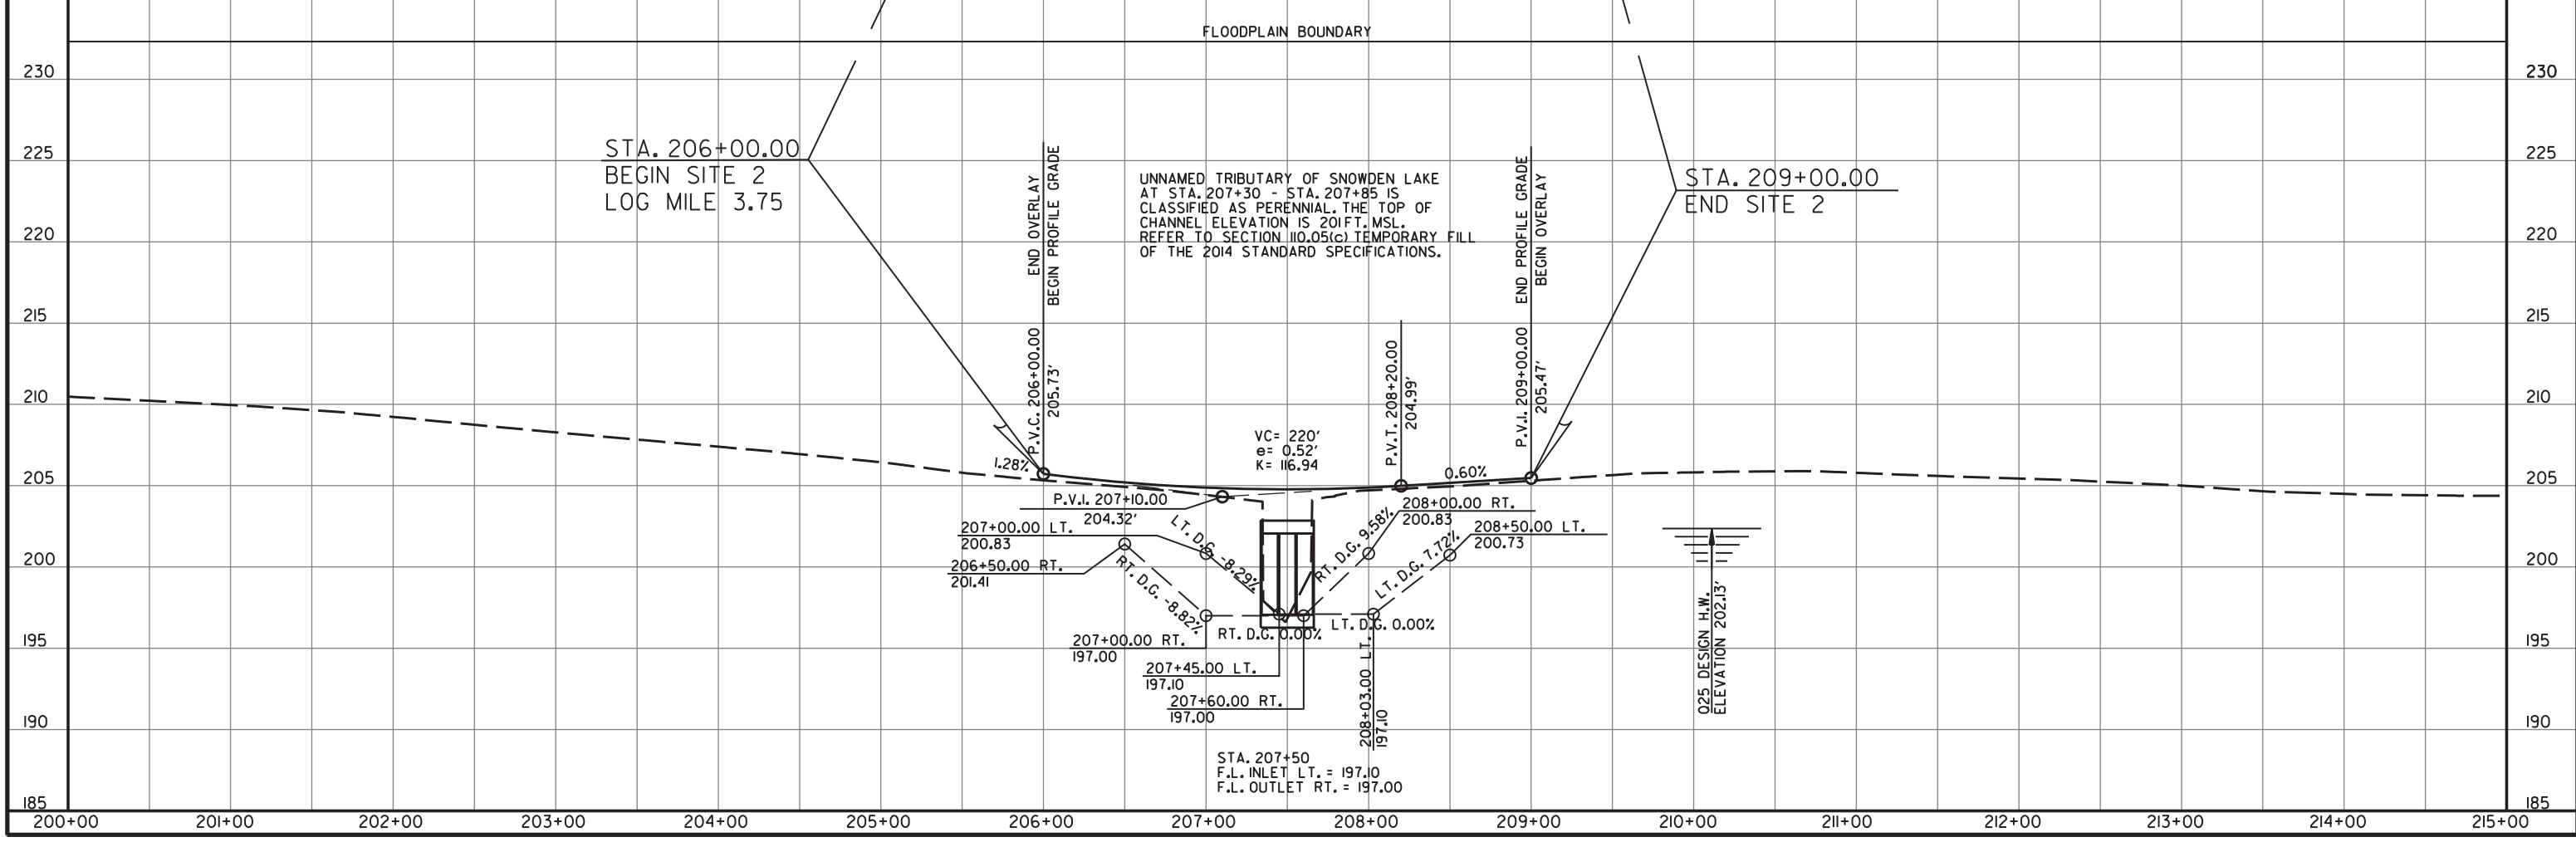 FLOODPLAIN BOUNDARY
230
230
225
225
220
220
215
215
210
210
205
205
200
200
195
195
190
190
185
185
STA. 206+00.00
BEGIN SITE 2
LOG MILE 3.75
END OVERLAY
BEGIN PROFILE GRADE
P.V.C. 206+00.00
205.73'
UNNAMED TRIBUTARY OF SNOWDEN LAKE
AT STA. 207+30 - STA. 207+85 IS
CLASSIFIED AS PERENNIAL. THE TOP OF
CHANNEL ELEVATION IS 201 FT. MSL.
REFER TO SECTION 110.05(c) TEMPORARY FILL
OF THE 2014 STANDARD SPECIFICATIONS.
END PROFILE GRADE
BEGIN OVERLAY
P.V.I. 209+00.00
205.47'
STA. 209+00.00
END SITE 2
P.V.T. 208+20.00
204.99'
VC= 220'
e= 0.52'
K= 116.94
1.28%
0.60%
P.V.I. 207+10.00
204.32'
207+00.00 LT.
200.83
206+50.00 RT.
201.41
LT. D.G. -8.29%
RT. D.G. -8.82%
RT. D.G. 9.58%
LT. D.G. 7.72%
208+00.00 RT.
200.83
208+50.00 LT.
200.73
207+00.00 RT.
197.00
RT. D.G. 0.00%
LT. D.G. 0.00%
207+45.00 LT.
197.10
207+60.00 RT.
197.00
208+03.00 LT.
197.10
Q25 DESIGN H.W.
ELEVATION 202.13'
STA. 207+50
F.L. INLET LT. = 197.10
F.L. OUTLET RT. = 197.00
200+00
201+00
202+00
203+00
204+00
205+00
206+00
207+00
208+00
209+00
210+00
211+00
212+00
213+00
214+00
215+00